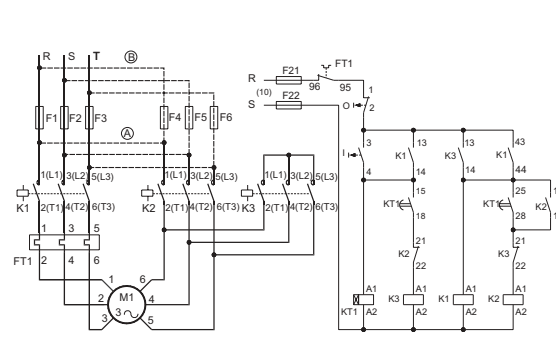 R S T B
F1 F2 F3 F4 F5 F6
A
1(L1) 3(L2) 5(L3) 1(L1) 3(L2) 5(L3) 1(L1) 3(L2) 5(L3)
K1 2(T1) 4(T2) 6(T3) K2 2(T1) 4(T2) 6(T3) K3 2(T1) 4(T2) 6(T3)
1 3 5
FT1 2 4 6
1 6
2 M1 4
3
3 5
R F21 FT1
96 95
(10)
S F22
1
O 2
3 13 13 43
I K1 K3 K1
4 14 14 44
15 25
KT1 KT1 K2
18 28
21 21
K2 K3
22 22
A1 A1 A1 A1
KT1 K3 K1 K2
A2 A2 A2 A2